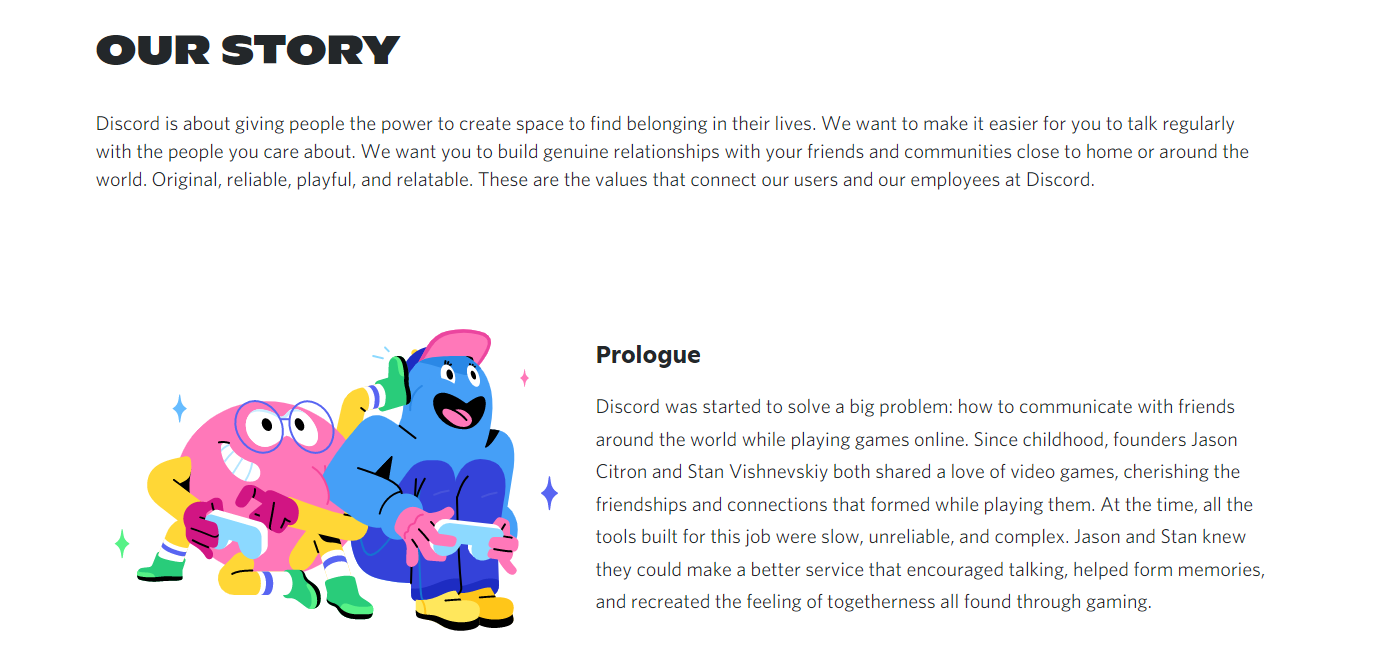 OUR STORY
Discord is about giving people the power to create space to find belonging in their lives. We want to make it easier for you to talk regularly
with the people you care about. We want you to build genuine relationships with your friends and communities close to home or around the
world. Original, reliable, playful, and relatable. These are the values that connect our users and our employees at Discord.
Prologue
Discord was started to solve a big problem: how to communicate with friends
around the world while playing games online. Since childhood, founders Jason
Citron and Stan Vishnevskiy both shared a love of video games, cherishing the
friendships and connections that formed while playing them. At the time, all the
tools built for this job were slow, unreliable, and complex. Jason and Stan knew
they could make a better service that encouraged talking, helped form memories,
and recreated the feeling of togetherness all found through gaming.